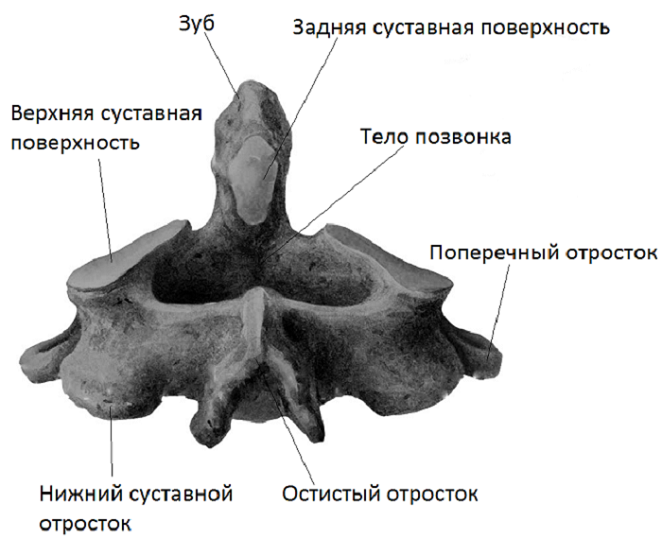 Зуб
Задняя суставная поверхность
Верхняя суставная
поверхность
Тело позвонка
Поперечный отросток
Нижний суставной
отросток
Остистый отросток